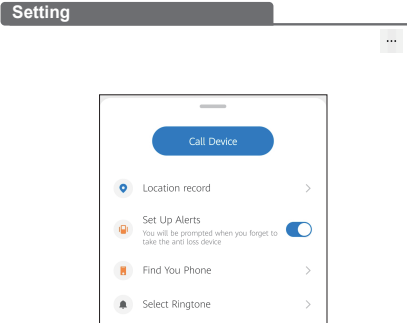 Setting
...
Call Device
Location record
Set Up Alerts
You will be prompted when you forget to
take the anti loss device
Find You Phone
Select Ringtone